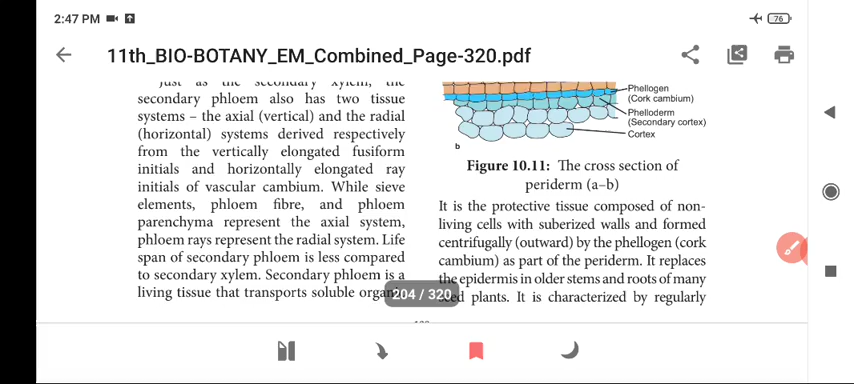 2:47 PM
76
11th_BIO-BOTANY_EM_Combined_Page-320.pdf
Just as the secondary xylem, the
secondary phloem also has two tissue
systems – the axial (vertical) and the radial
(horizontal) systems derived respectively
from the vertically elongated fusiform
initials and horizontally elongated ray
initials of vascular cambium. While sieve
elements, phloem fibre, and phloem
parenchyma represent the axial system,
phloem rays represent the radial system. Life
span of secondary phloem is less compared
to secondary xylem. Secondary phloem is a
living tissue that transports soluble
Phellogen
(Cork cambium)
Phelloderm
(Secondary cortex)
Cortex
b
Figure 10.11: The cross section of
periderm (a–b)
It is the protective tissue composed of non-
living cells with suberized walls and formed
centrifugally (outward) by the phellogen (cork
cambium) as part of the periderm. It replaces
the epidermis in older stems and roots of many
seed plants. It is characterized by regularly
204 / 320